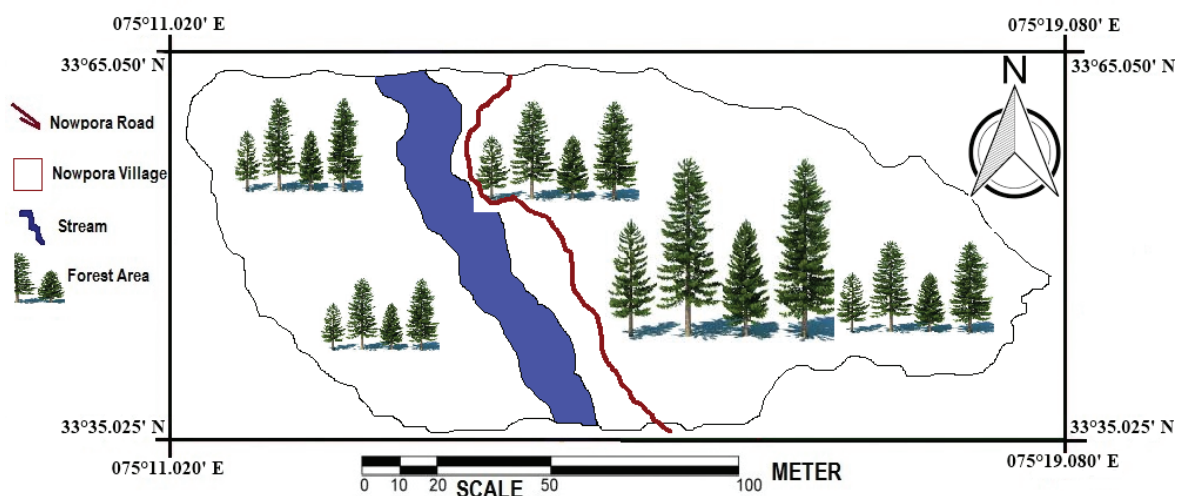 075°11.020' E
075°19.080' E
33°65.050' N
33°65.050' N
N
Nowpora Road
Nowpora Village
Stream
Forest Area
33°35.025' N
33°35.025' N
075°11.020' E
075°19.080' E
METER
0 10 20 50 100
SCALE